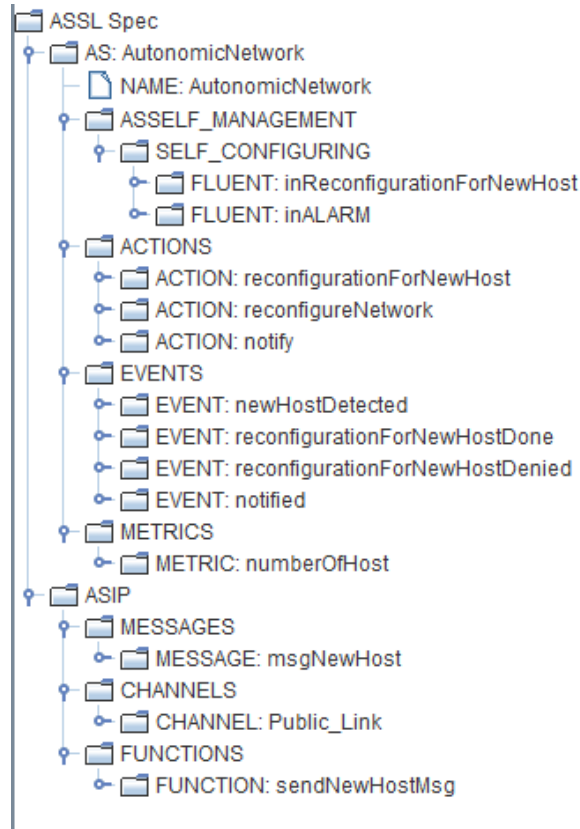 ASSL Spec
AS: AutonomicNetwork
NAME: AutonomicNetwork
ASSELF_MANAGEMENT
SELF_CONFIGURING
FLUENT: inReconfigurationForNewHost
FLUENT: inALARM
ACTIONS
ACTION: reconfigurationForNewHost
ACTION: reconfigureNetwork
ACTION: notify
EVENTS
EVENT: newHostDetected
EVENT: reconfigurationForNewHostDone
EVENT: reconfigurationForNewHostDenied
EVENT: notified
METRICS
METRIC: numberOfHost
ASIP
MESSAGES
MESSAGE: msgNewHost
CHANNELS
CHANNEL: Public_Link
FUNCTIONS
FUNCTION: sendNewHostMsg